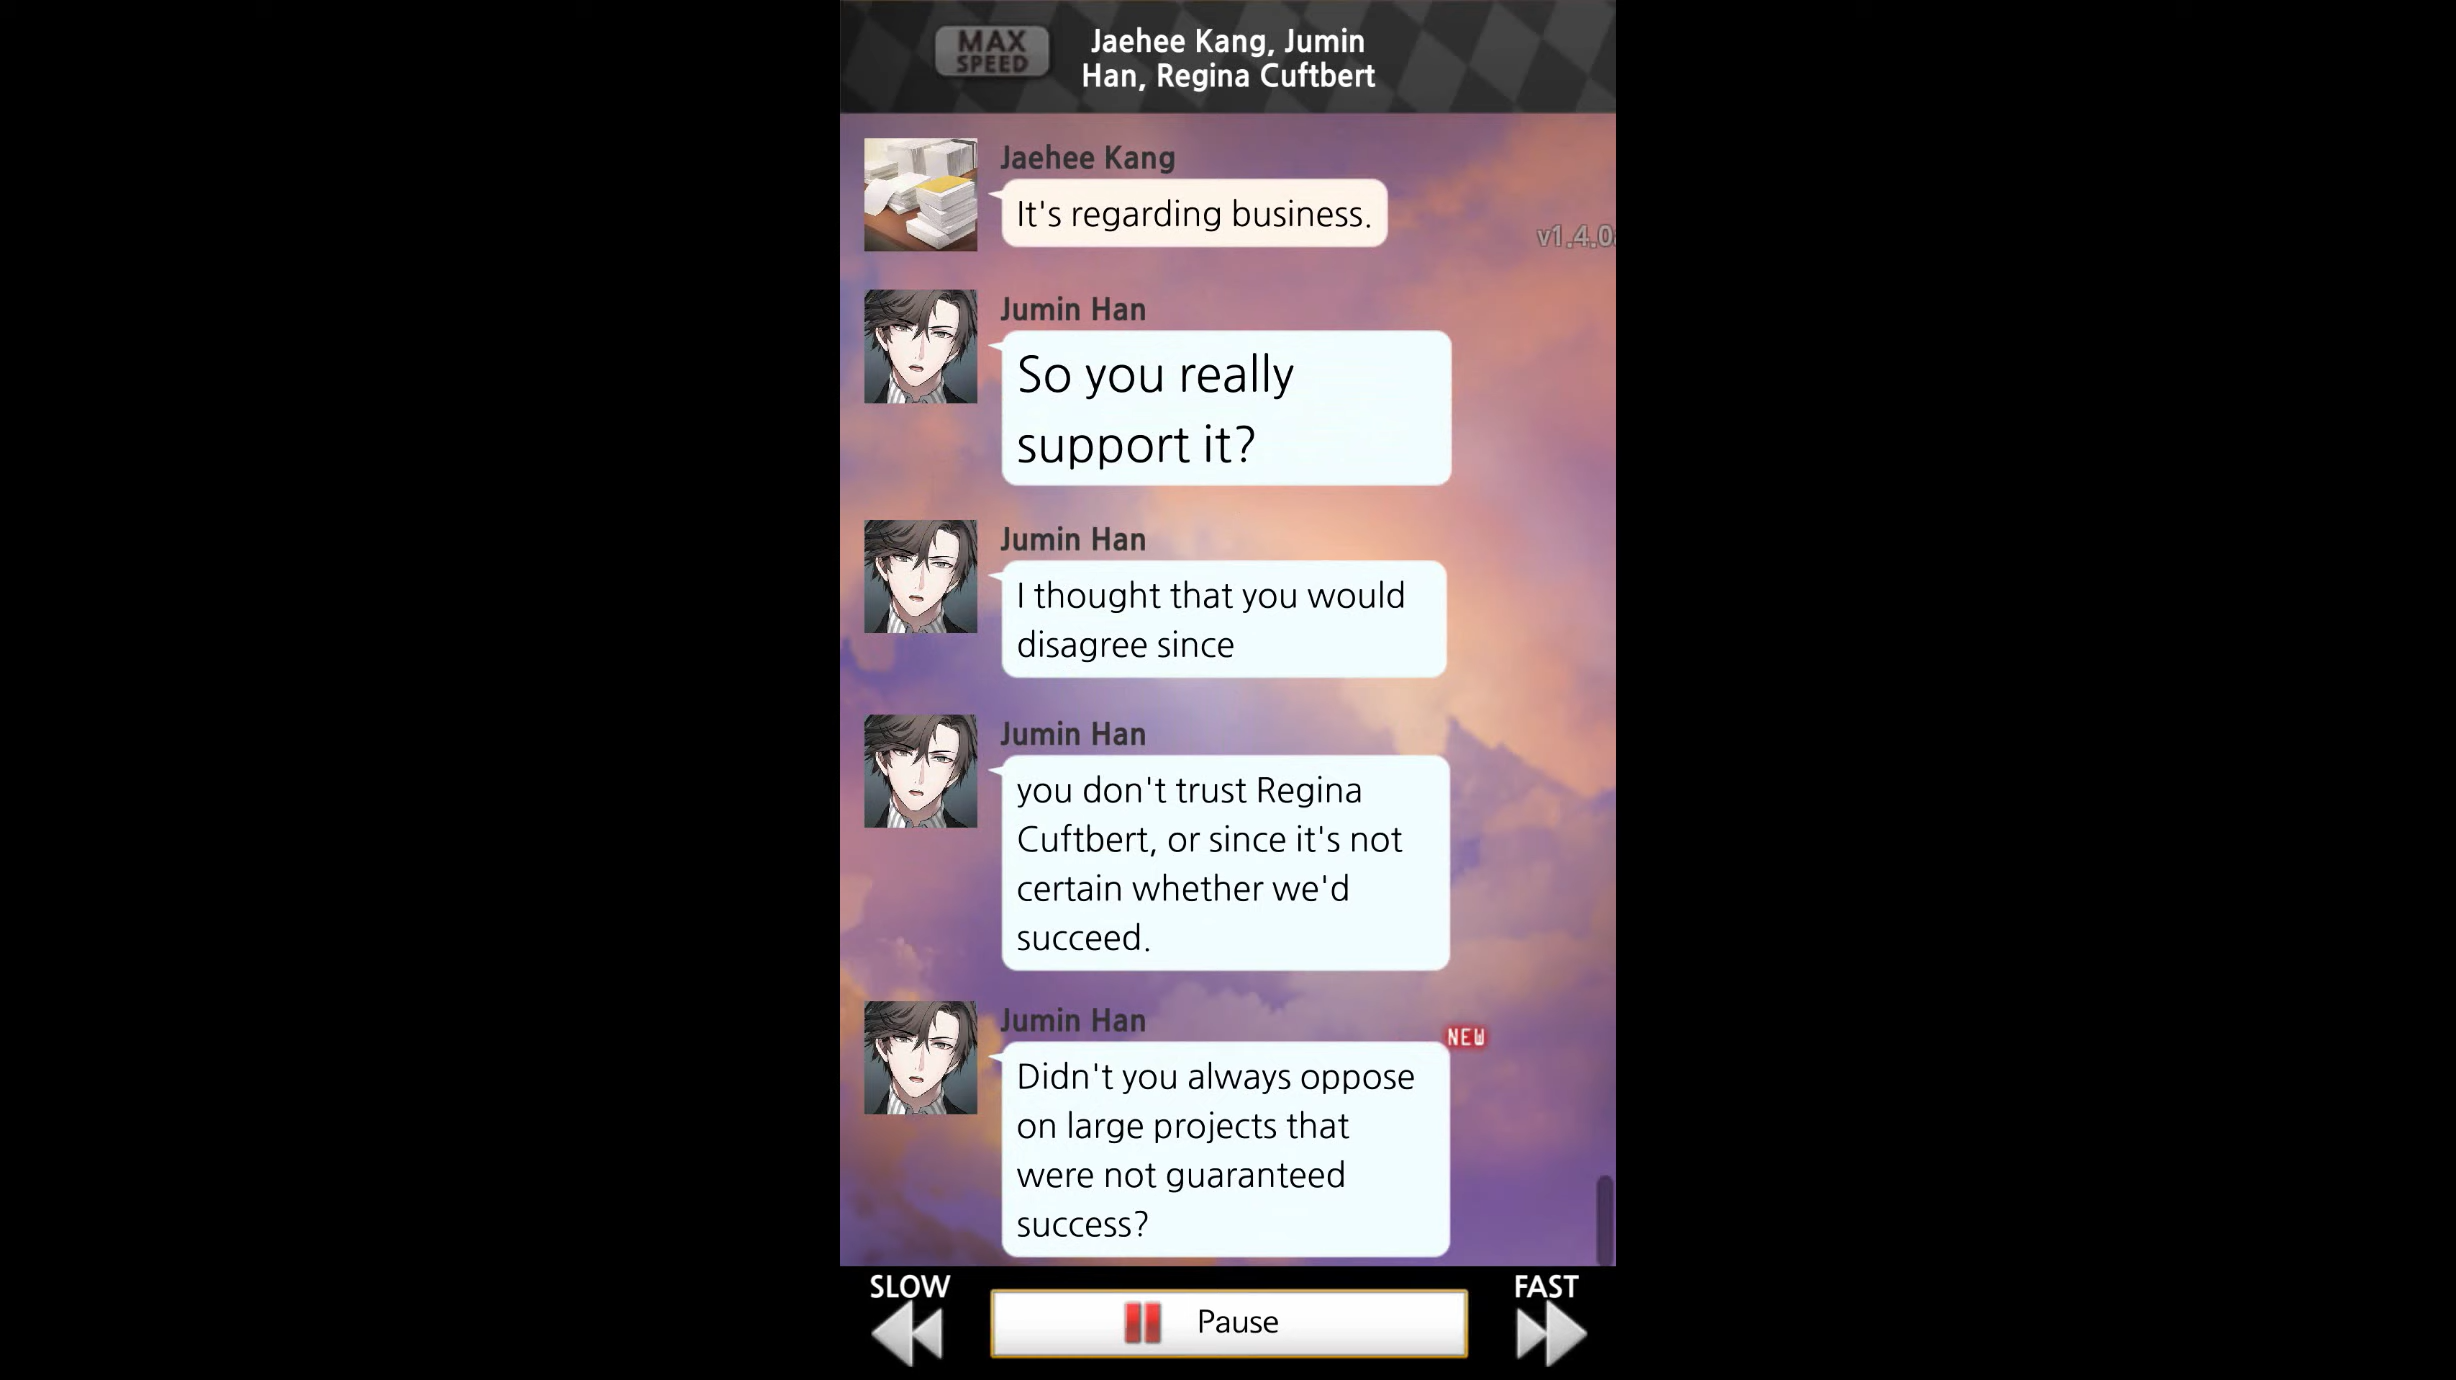 MAX
SPEED
Jaehee Kang, Jumin
Han, Regina Cuftbert
Jaehee Kang
It's regarding business.
v1.4.0
Jumin Han
So you really
support it?
Jumin Han
I thought that you would
disagree since
Jumin Han
you don't trust Regina
Cuftbert, or since it's not
certain whether we'd
succeed.
Jumin Han
NEW
Didn't you always oppose
on large projects that
were not guaranteed
success?
SLOW
Pause
FAST